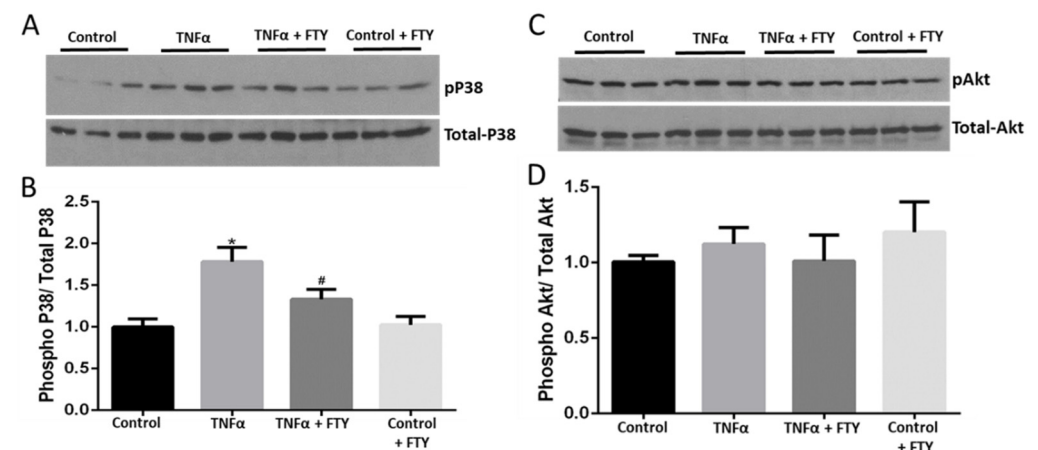 A
Control TNFα TNFα + FTY Control + FTY
pP38
Total-P38
B
Phospho P38/ Total P38
2.5
2.0
1.5
1.0
0.5
0.0
*
#
Control TNFα TNFα + FTY Control
+ FTY
C
Control TNFα TNFα + FTY Control + FTY
pAkt
Total-Akt
D
Phospho Akt/ Total Akt
1.5
1.0
0.5
0.0
Control TNFα TNFα + FTY Control
+ FTY